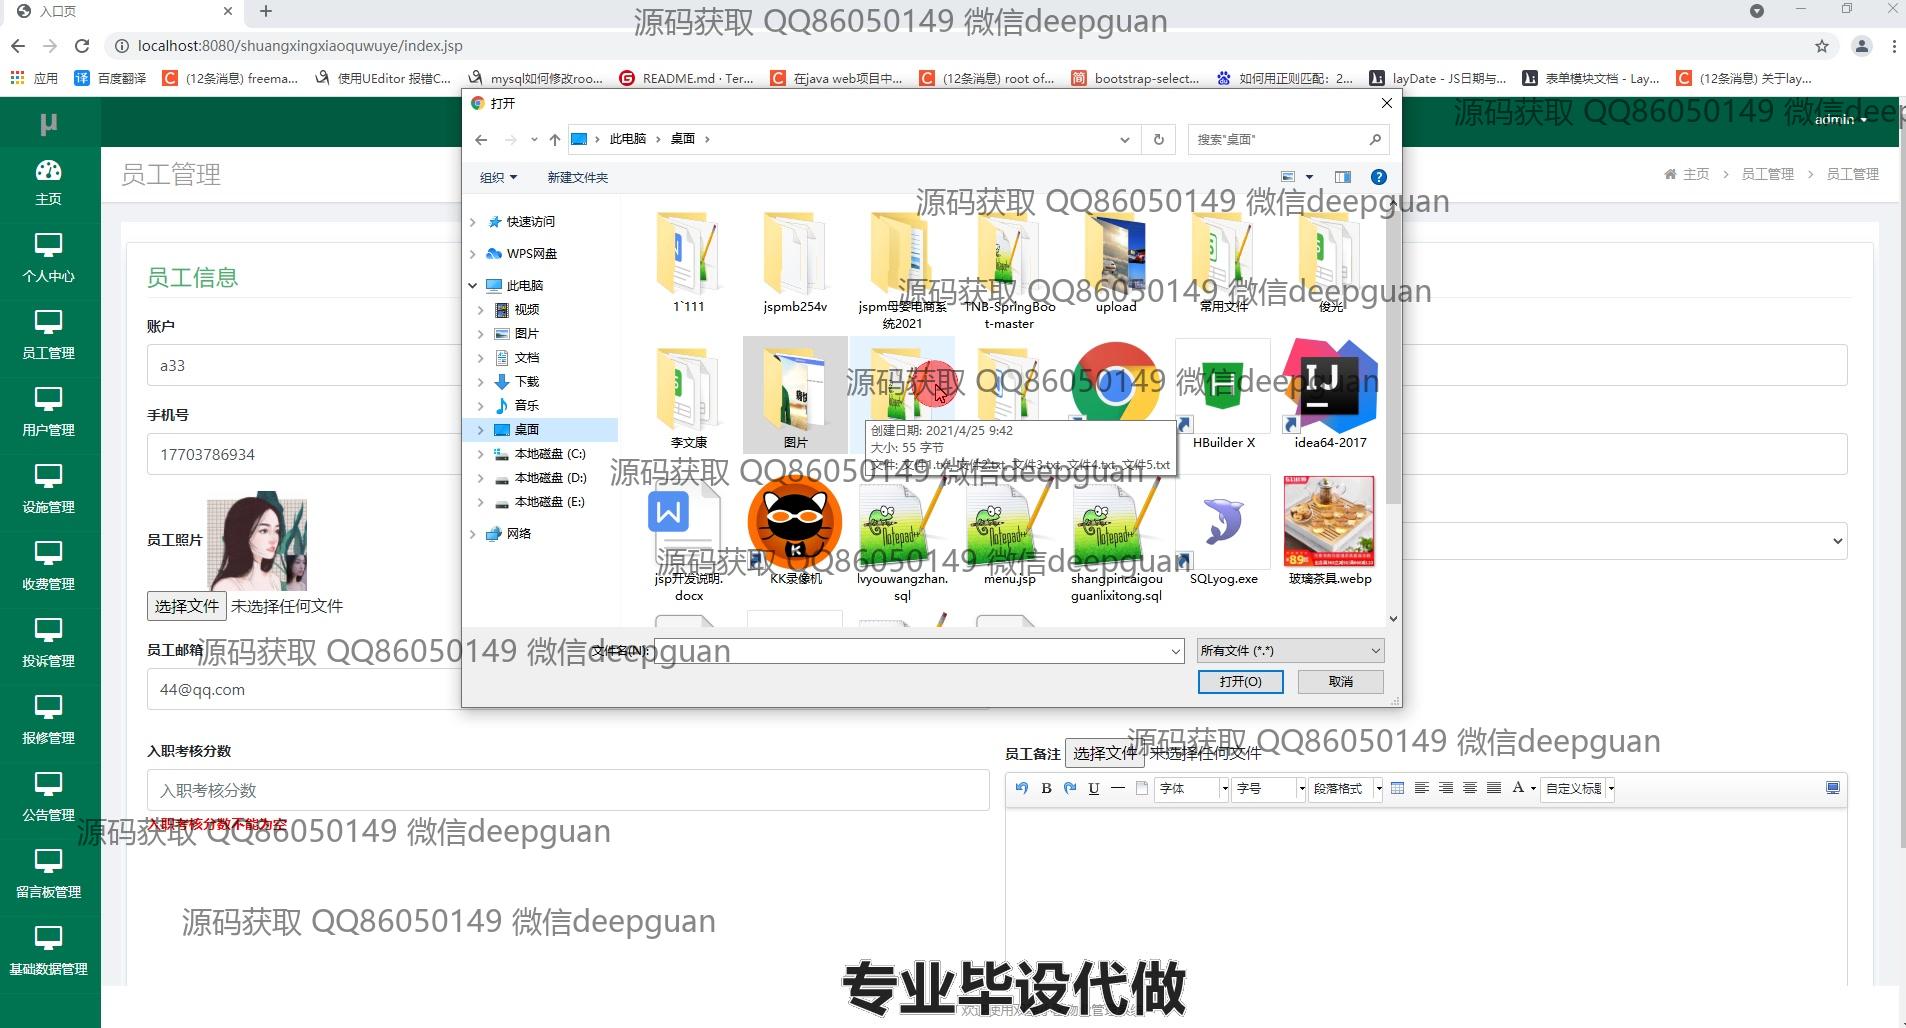 入口页
源码获取 QQ86050149 微信deepguan
localhost:8080/shuangxingxiaoquwuye/index.jsp
应用
百度翻译
(12条消息) freema...
使用UEditor 报错C...
mysql如何修改roo...
README.md · Ter...
在java web项目中...
(12条消息) root of...
bootstrap-select...
如何用正则匹配：2...
layDate - JS日期与...
表单模块文档 - Lay...
(12条消息) 关于lay...
μ
打开
源码获取 QQ86050149 微信dee
admin
主页
员工管理
主页 > 员工管理 > 员工管理
此电脑 > 桌面 >
搜索"桌面"
组织
新建文件夹
源码获取 QQ86050149 微信deepguan
快速访问
WPS网盘
此电脑
视频
图片
文档
下载
音乐
桌面
本地磁盘 (C:)
本地磁盘 (D:)
本地磁盘 (E:)
网络
1`111
jspmb254v
jspm母婴电商系
统2021
TNB-SpringBoo
t-master
upload
常用文件
俊光
源码获取 QQ86050149 微信deepguan
李文康
图片
源码获取 QQ86050149 微信deepguan
HBuilder X
idea64-2017
创建日期: 2021/4/25 9:42
大小: 55 字节
文件: 文件1.txt, 文件2.txt, 文件3.txt, 文件4.txt, 文件5.txt
源码获取 QQ86050149 微信deepguan
jsp开发说明.
docx
KK录像机
lvyouwangzhan.
sql
menu.jsp
shangpincaigou
guanlixitong.sql
SQLyog.exe
玻璃茶具.webp
源码获取 QQ86050149 微信deepguan
文件名(N):
所有文件 (*.*)
打开(O)
取消
个人中心
员工管理
用户管理
设施管理
收费管理
投诉管理
报修管理
公告管理
留言板管理
基础数据管理
员工信息
账户
a33
手机号
17703786934
员工照片
选择文件 未选择任何文件
员工邮箱
源码获取 QQ86050149 微信deepguan
44@qq.com
入职考核分数
入职考核分数
入职考核分数不能为空
源码获取 QQ86050149 微信deepguan
员工备注
选择文件 未选择任何文件
源码获取 QQ86050149 微信deepguan
B
U
字体
字号
段落格式
A
自定义标题
源码获取 QQ86050149 微信deepguan
专业毕设代做